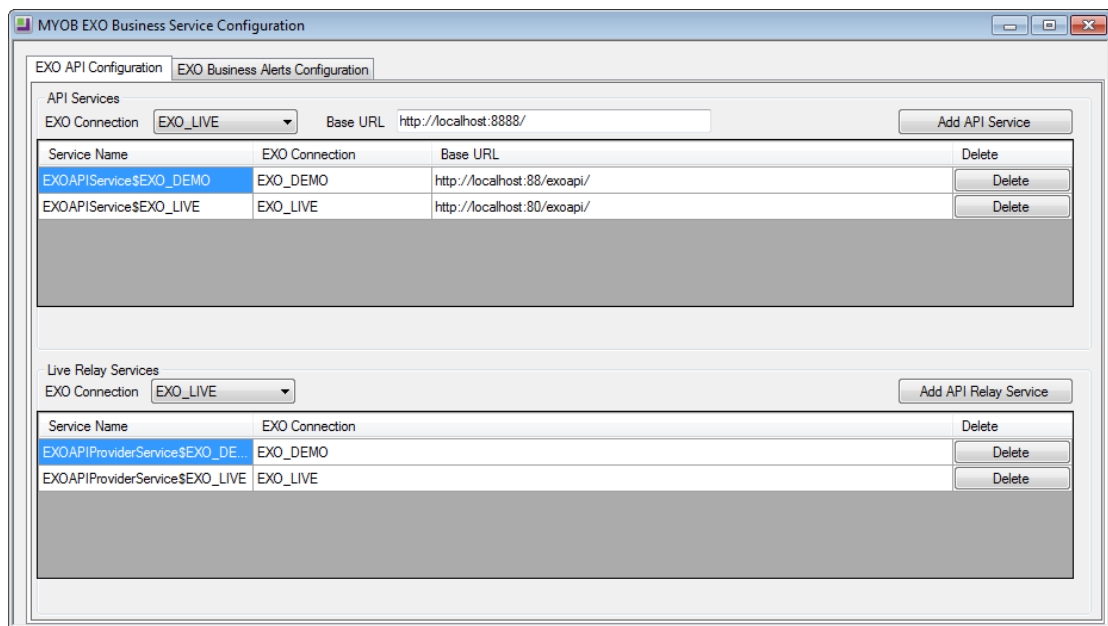 MYOB EXO Business Service Configuration
EXO API Configuration EXO Business Alerts Configuration
API Services
EXO Connection EXO_LIVE Base URL http://localhost:8888/ Add API Service
Service Name EXO Connection Base URL Delete
EXOAPIService$EXO_DEMO EXO_DEMO http://localhost:88/exoapi/ Delete
EXOAPIService$EXO_LIVE EXO_LIVE http://localhost:80/exoapi/ Delete
Live Relay Services
EXO Connection EXO_LIVE Add API Relay Service
Service Name EXO Connection Delete
EXOAPIProviderService$EXO_DE... EXO_DEMO Delete
EXOAPIProviderService$EXO_LIVE EXO_LIVE Delete